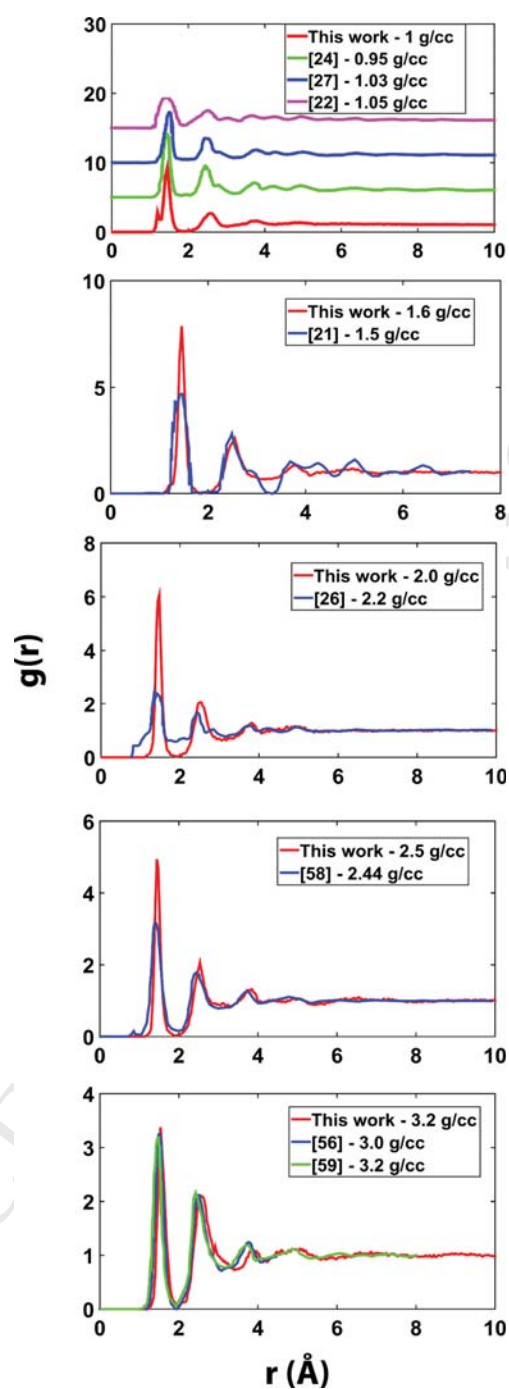 30
20
10
0
This work - 1 g/cc
[24] - 0.95 g/cc
[27] - 1.03 g/cc
[22] - 1.05 g/cc
0 2 4 6 8 10
10
5
0
This work - 1.6 g/cc
[21] - 1.5 g/cc
0 2 4 6 8
g(r)
8
6
4
2
0
This work - 2.0 g/cc
[26] - 2.2 g/cc
0 2 4 6 8 10
6
4
2
0
This work - 2.5 g/cc
[58] - 2.44 g/cc
0 2 4 6 8 10
4
3
2
1
0
This work - 3.2 g/cc
[56] - 3.0 g/cc
[59] - 3.2 g/cc
0 2 4 6 8 10
r (Å)